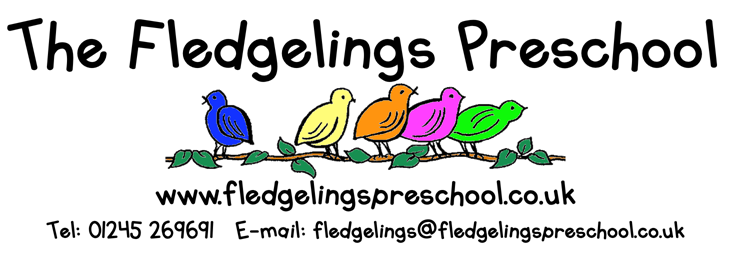 The Fledgelings Preschool
www.fledgelingspreschool.co.uk
Tel: 01245 269691 E-mail: fledgelings@fledgelingspreschool.co.uk